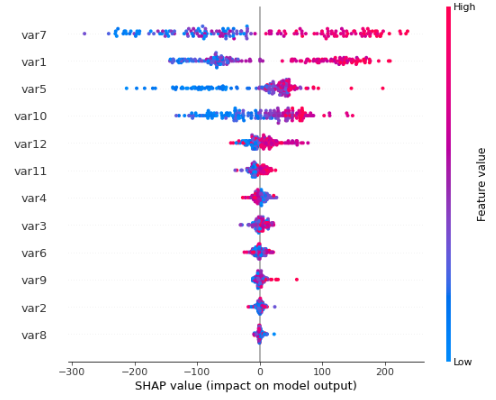 High
var7
var1
var5
var10
var12
var11
var4
var3
var6
var9
var2
var8
Feature value
Low
−300 −200 −100 0 100 200
SHAP value (impact on model output)